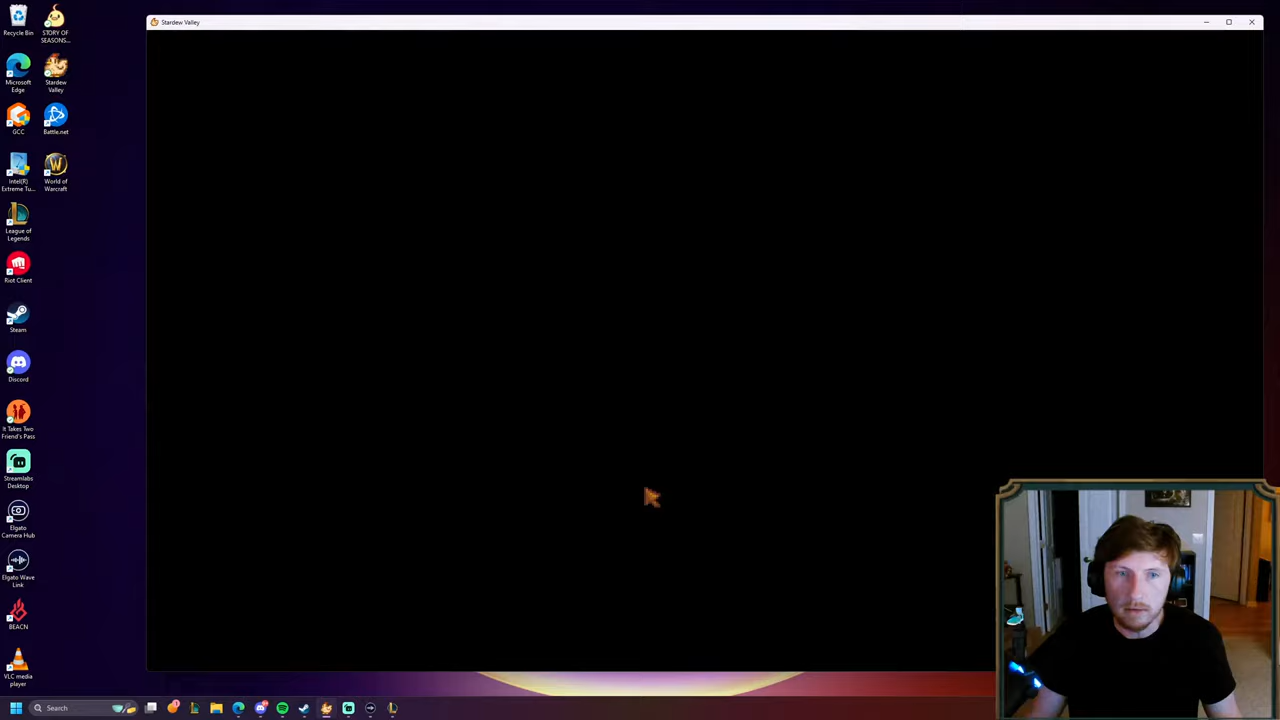 Stardew Valley
Recycle Bin
STORY OF
SEASONS...
Microsoft
Edge
Stardew
Valley
GCC
Battle.net
Intel(R)
Extreme Tu...
World of
Warcraft
League of
Legends
Riot Client
Steam
Discord
It Takes Two
Friend's Pass
Streamlabs
Desktop
Elgato
Camera Hub
Elgato Wave
Link
BEACN
VLC media
player
Search